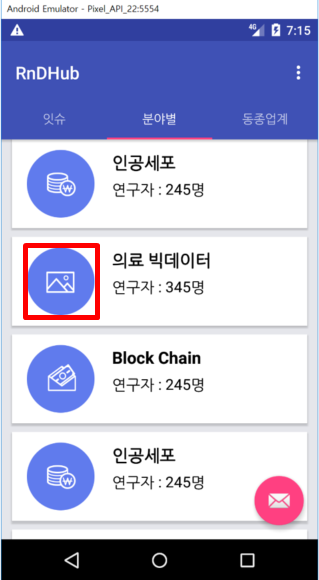 Android Emulator - Pixel_API_22:5554
4G 7:15
RnDHub
잇슈 분야별 동종업계
인공세포
연구자 : 245명
의료 빅데이터
연구자 : 345명
Block Chain
연구자 : 245명
인공세포
연구자 : 245명